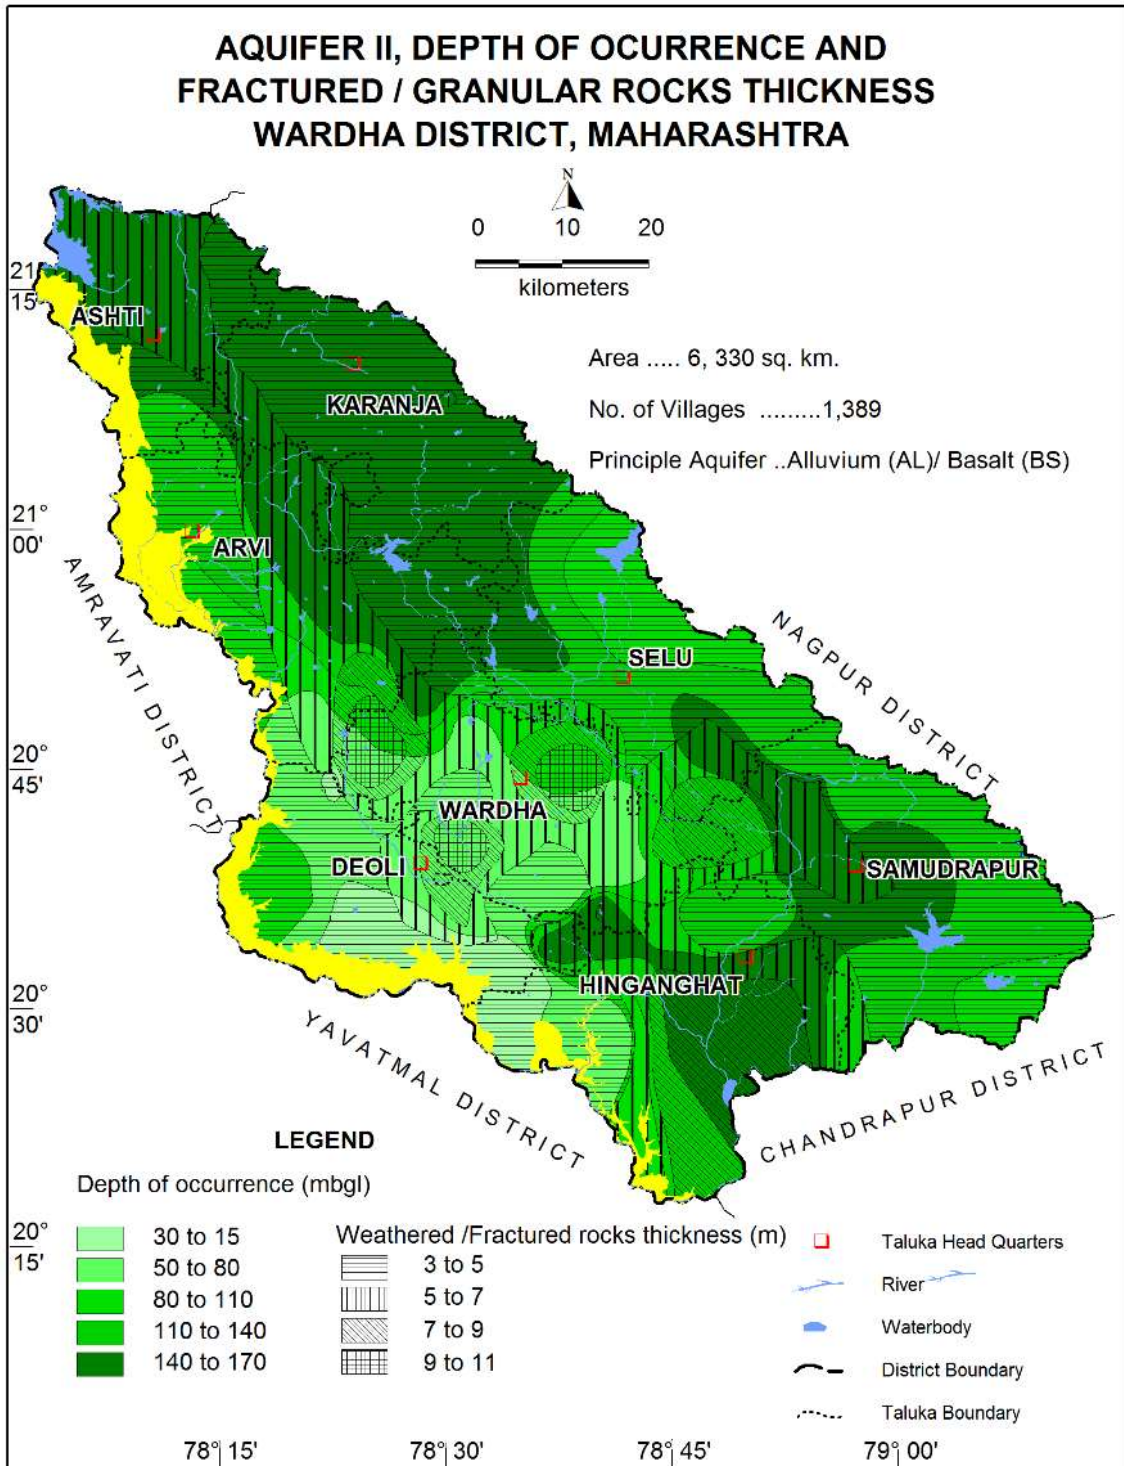 AQUIFER II, DEPTH OF OCURRENCE AND
FRACTURED / GRANULAR ROCKS THICKNESS
WARDHA DISTRICT, MAHARASHTRA
N
0 10 20
kilometers
21
15'
ASHTI
Area ..... 6, 330 sq. km.
KARANJA
No. of Villages .........1,389
Principle Aquifer ..Alluvium (AL)/ Basalt (BS)
21°
00'
ARVI
AMRAVATI DISTRICT
NAGPUR DISTRICT
SELU
20°
45'
WARDHA
DEOLI
SAMUDRAPUR
HINGANGHAT
20°
30'
YAVATMAL DISTRICT
CHANDRAPUR DISTRICT
LEGEND
Depth of occurrence (mbgl)
30 to 15
50 to 80
80 to 110
110 to 140
140 to 170
Weathered /Fractured rocks thickness (m)
3 to 5
5 to 7
7 to 9
9 to 11
Taluka Head Quarters
River
Waterbody
District Boundary
Taluka Boundary
20°
15'
78° 15' 78° 30' 78° 45' 79° 00'